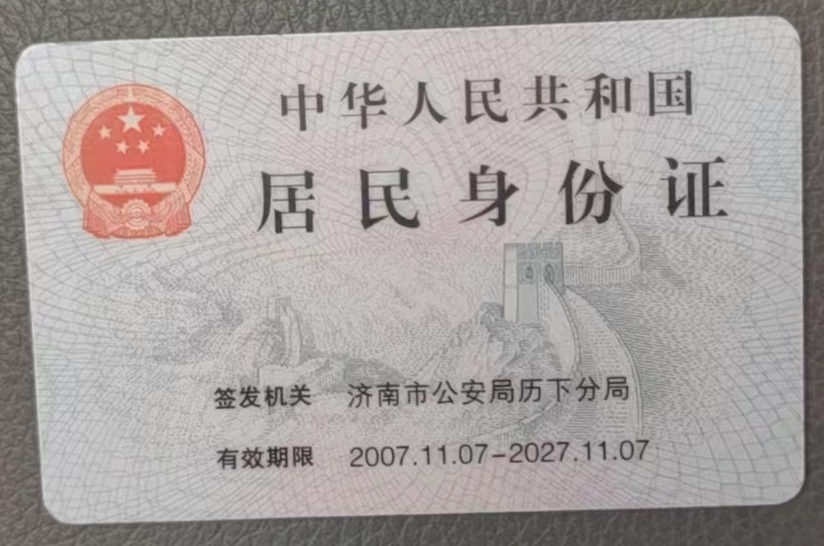 中华人民共和国
居民身份证
签发机关 济南市公安局历下分局
有效期限 2007.11.07-2027.11.07